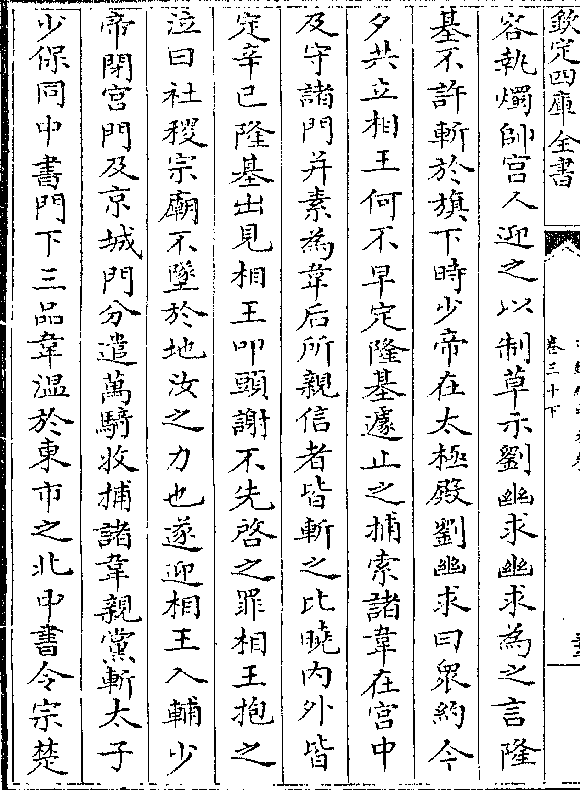 欽定四庫全書
卷三十下
容執燭帥宮人迎之以制草示劉幽求幽求為之言隆
基不許斬於旗下時少帝在太極殿劉幽求曰衆約今
夕共立相王何不早定隆基遽止之捕索諸韋在宮中
及守諸門并素為韋后所親信者皆斬之比曉内外皆
定辛巳隆基出見相王叩頭謝不先啓之罪相王抱之
泣曰社稷宗廟不墜於地汝之力也遂迎相王入輔少
帝閉宮門及京城門分遣萬騎收捕諸韋親黨斬太子
少保同中書門下三品韋溫於東市之北中書令宗楚